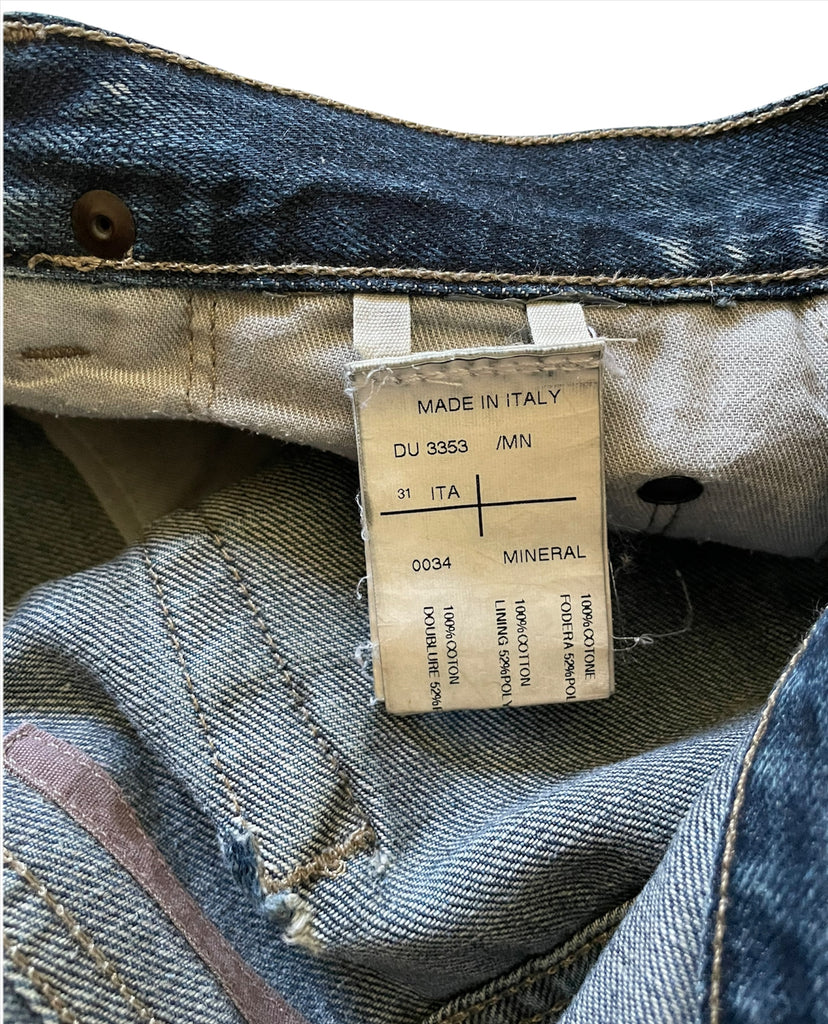 MADE IN ITALY
DU 3353 /MN
31 ITA
0034 MINERAL
100% COTONE
FODERA 52%POL
100% COTTON
LINING 52%POLY
100% COTON
DOUBLURE 52%